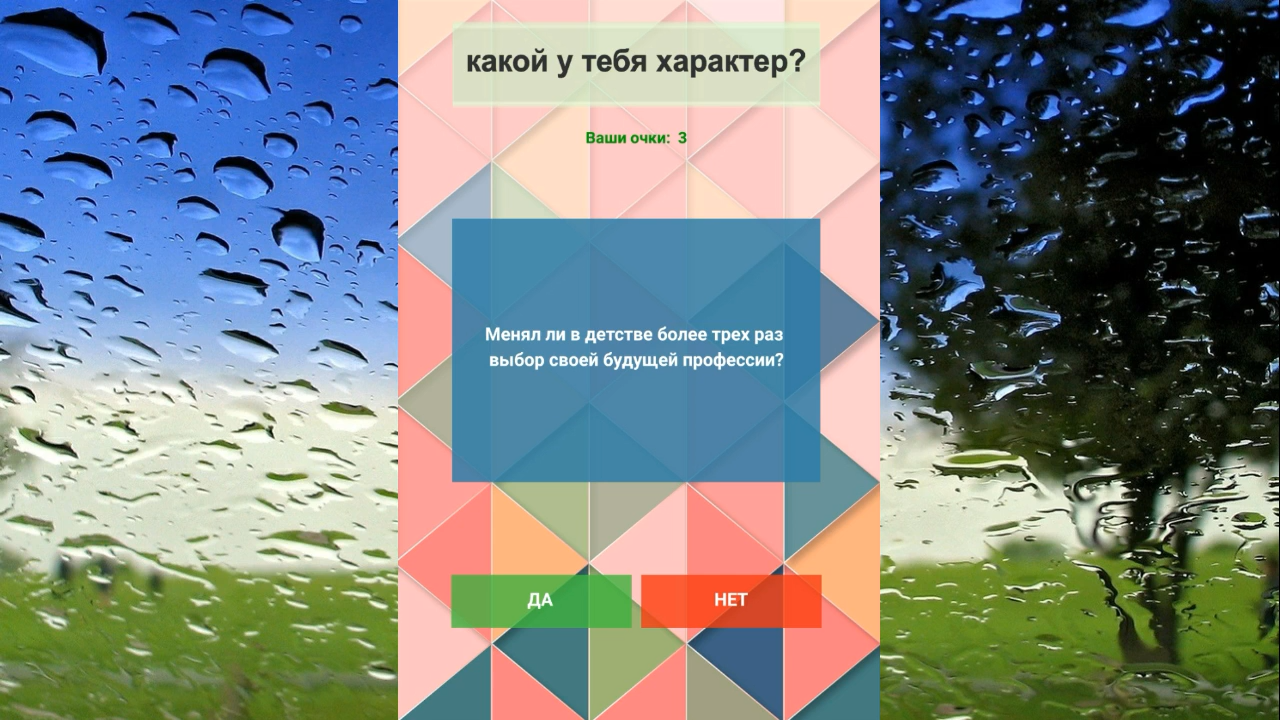 какой у тебя характер?
Ваши очки: 3
Менял ли в детстве более трех раз
выбор своей будущей профессии?
ДА
НЕТ